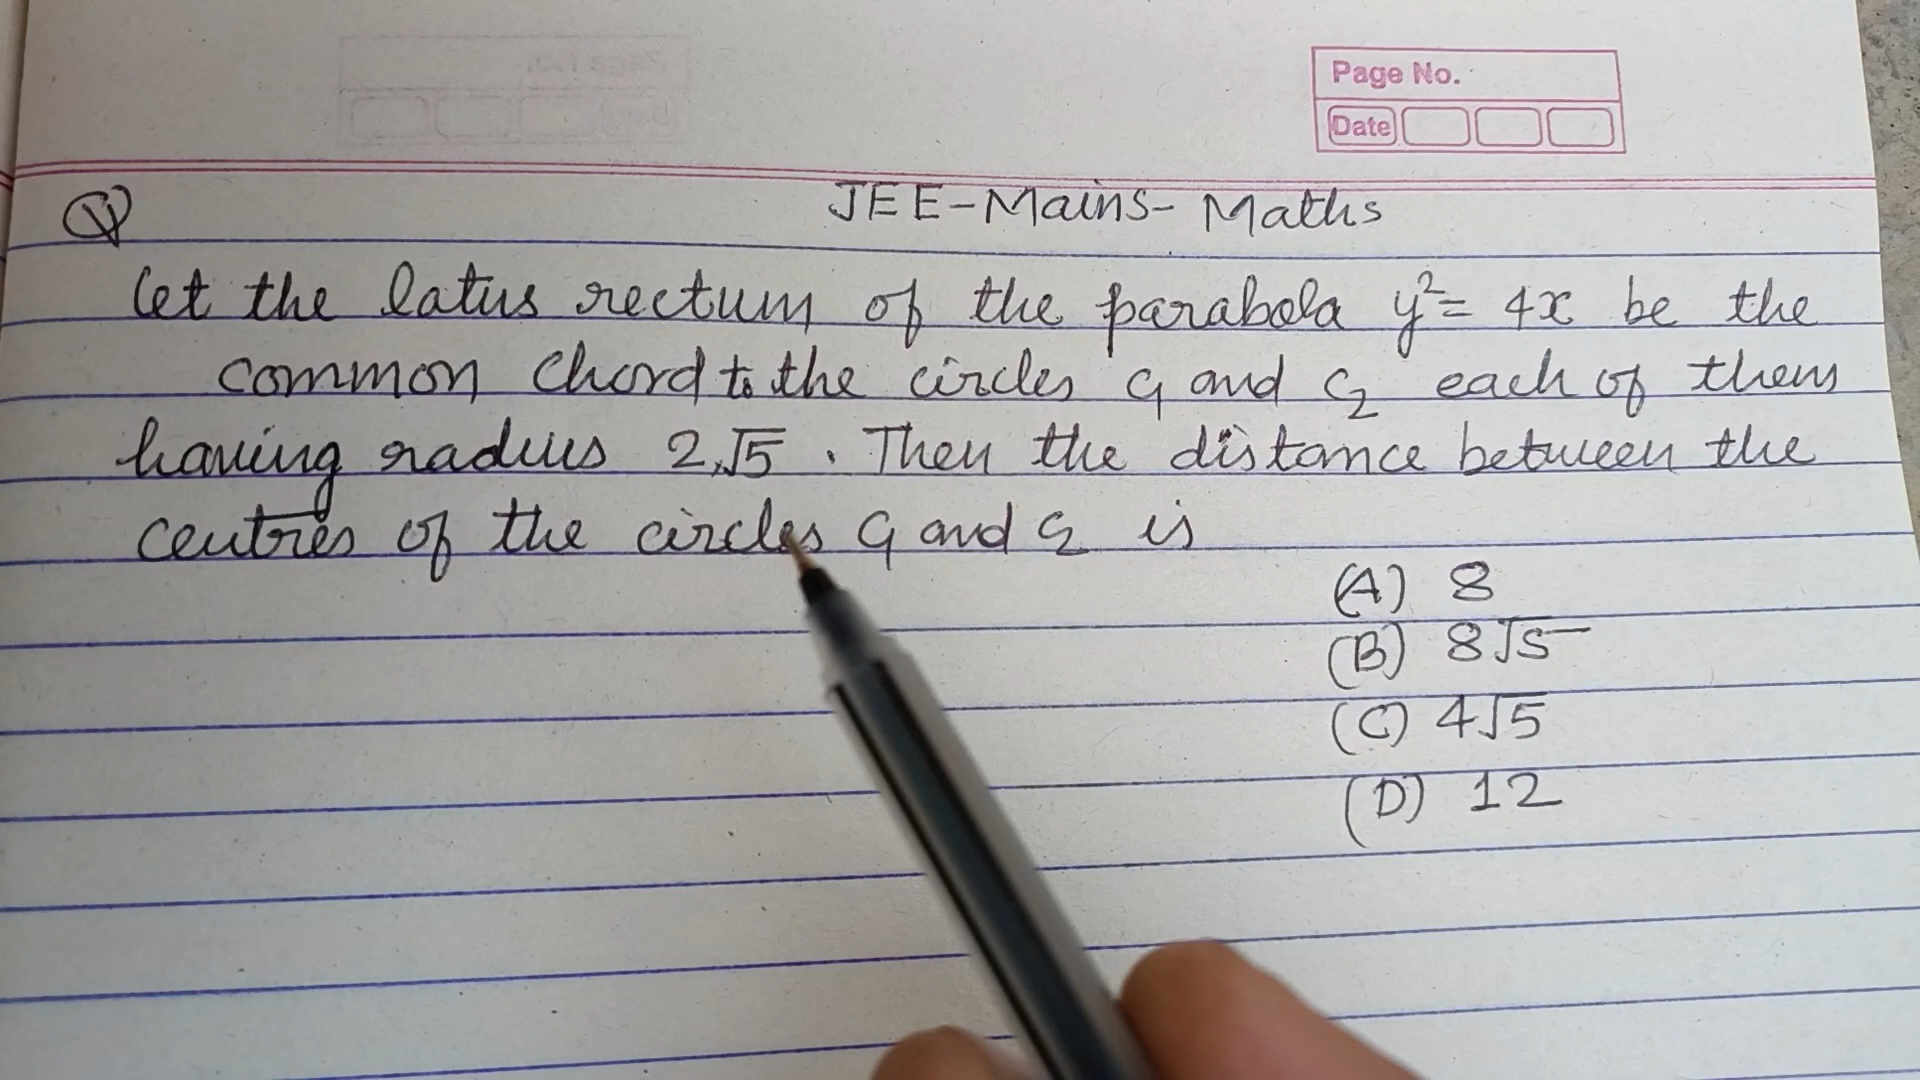 Page No.
Date
Q JEE-Mains-Maths
Let the latus rectum of the parabola y²= 4x be the
common chord to the circles C₁ and C₂ each of them
having radius 2√5. Then the distance between the
centres of the circles C₁ and C₂ is
(A) 8
(B) 8√5
(C) 4√5
(D) 12